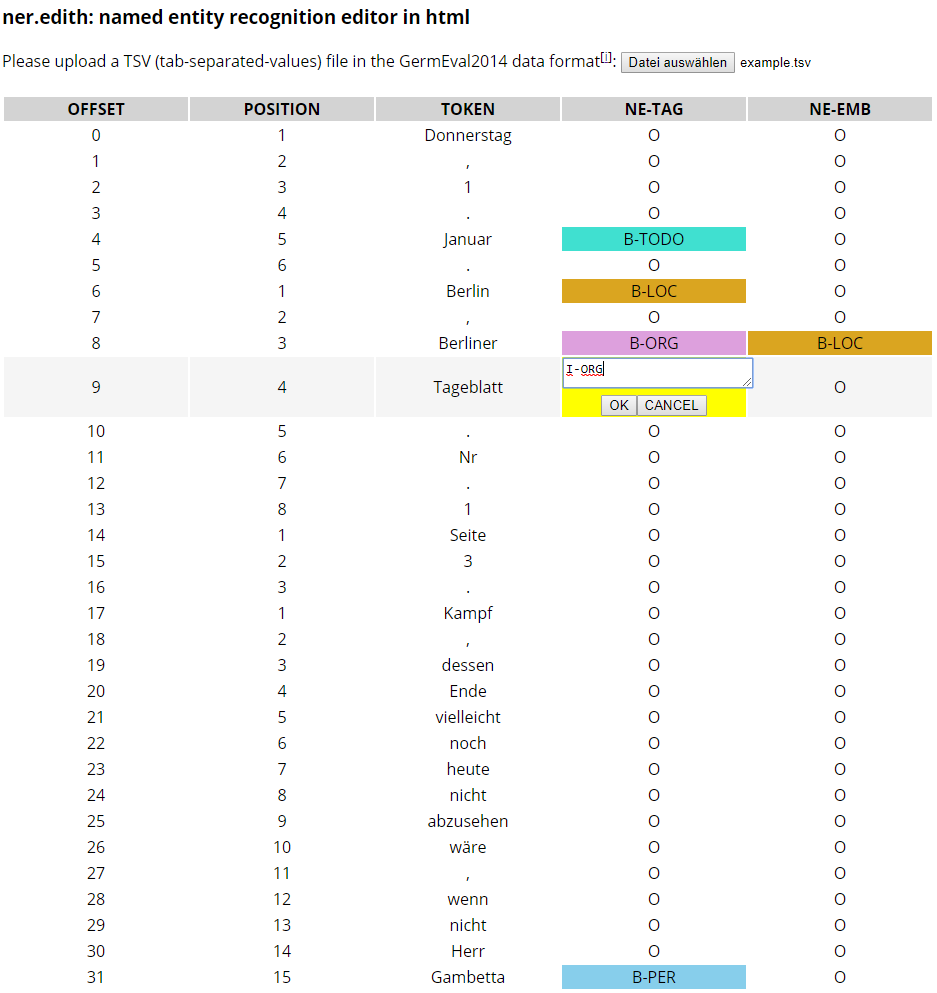 ner.edith: named entity recognition editor in html
Please upload a TSV (tab-separated-values) file in the GermEval2014 data format[i]: Datei auswählen example.tsv
OFFSET POSITION TOKEN NE-TAG NE-EMB
0 1 Donnerstag O O
1 2 , O O
2 3 1 O O
3 4 . O O
4 5 Januar B-TODO O
5 6 . O O
6 1 Berlin B-LOC O
7 2 , O O
8 3 Berliner B-ORG B-LOC
9 4 Tageblatt I-ORG O
OK CANCEL
10 5 . O O
11 6 Nr O O
12 7 . O O
13 8 1 O O
14 1 Seite O O
15 2 3 O O
16 3 . O O
17 1 Kampf O O
18 2 , O O
19 3 dessen O O
20 4 Ende O O
21 5 vielleicht O O
22 6 noch O O
23 7 heute O O
24 8 nicht O O
25 9 abzusehen O O
26 10 wäre O O
27 11 , O O
28 12 wenn O O
29 13 nicht O O
30 14 Herr O O
31 15 Gambetta B-PER O